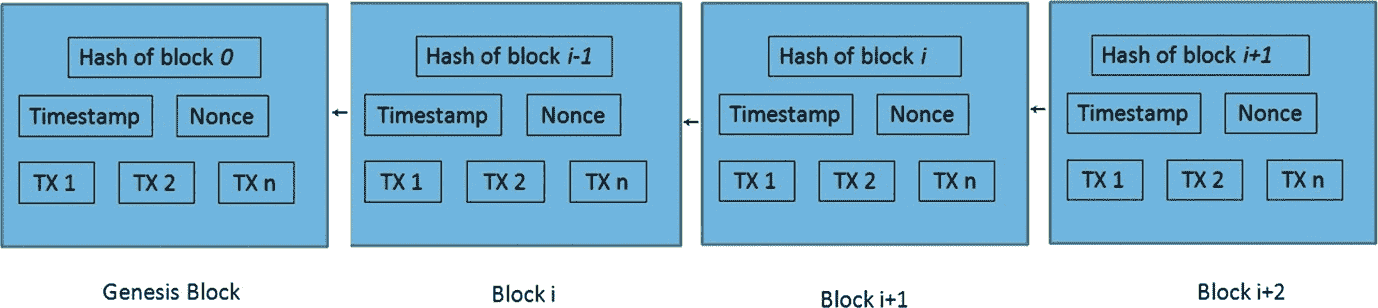 Hash of block 0
Timestamp Nonce
TX 1 TX 2 TX n
Genesis Block
Hash of block i-1
Timestamp Nonce
TX 1 TX 2 TX n
Block i
Hash of block i
Timestamp Nonce
TX 1 TX 2 TX n
Block i+1
Hash of block i+1
Timestamp Nonce
TX 1 TX 2 TX n
Block i+2